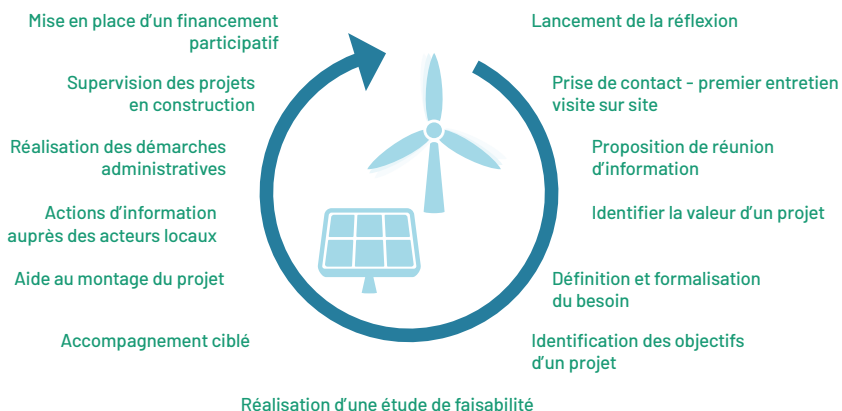 Lancement de la réflexion
Prise de contact - premier entretien
visite sur site
Proposition de réunion
d'information
Identifier la valeur d'un projet
Définition et formalisation
du besoin
Identification des objectifs
d'un projet
Réalisation d'une étude de faisabilité
Accompagnement ciblé
Aide au montage du projet
Actions d'information
auprès des acteurs locaux
Réalisation des démarches
administratives
Supervision des projets
en construction
Mise en place d'un financement
participatif